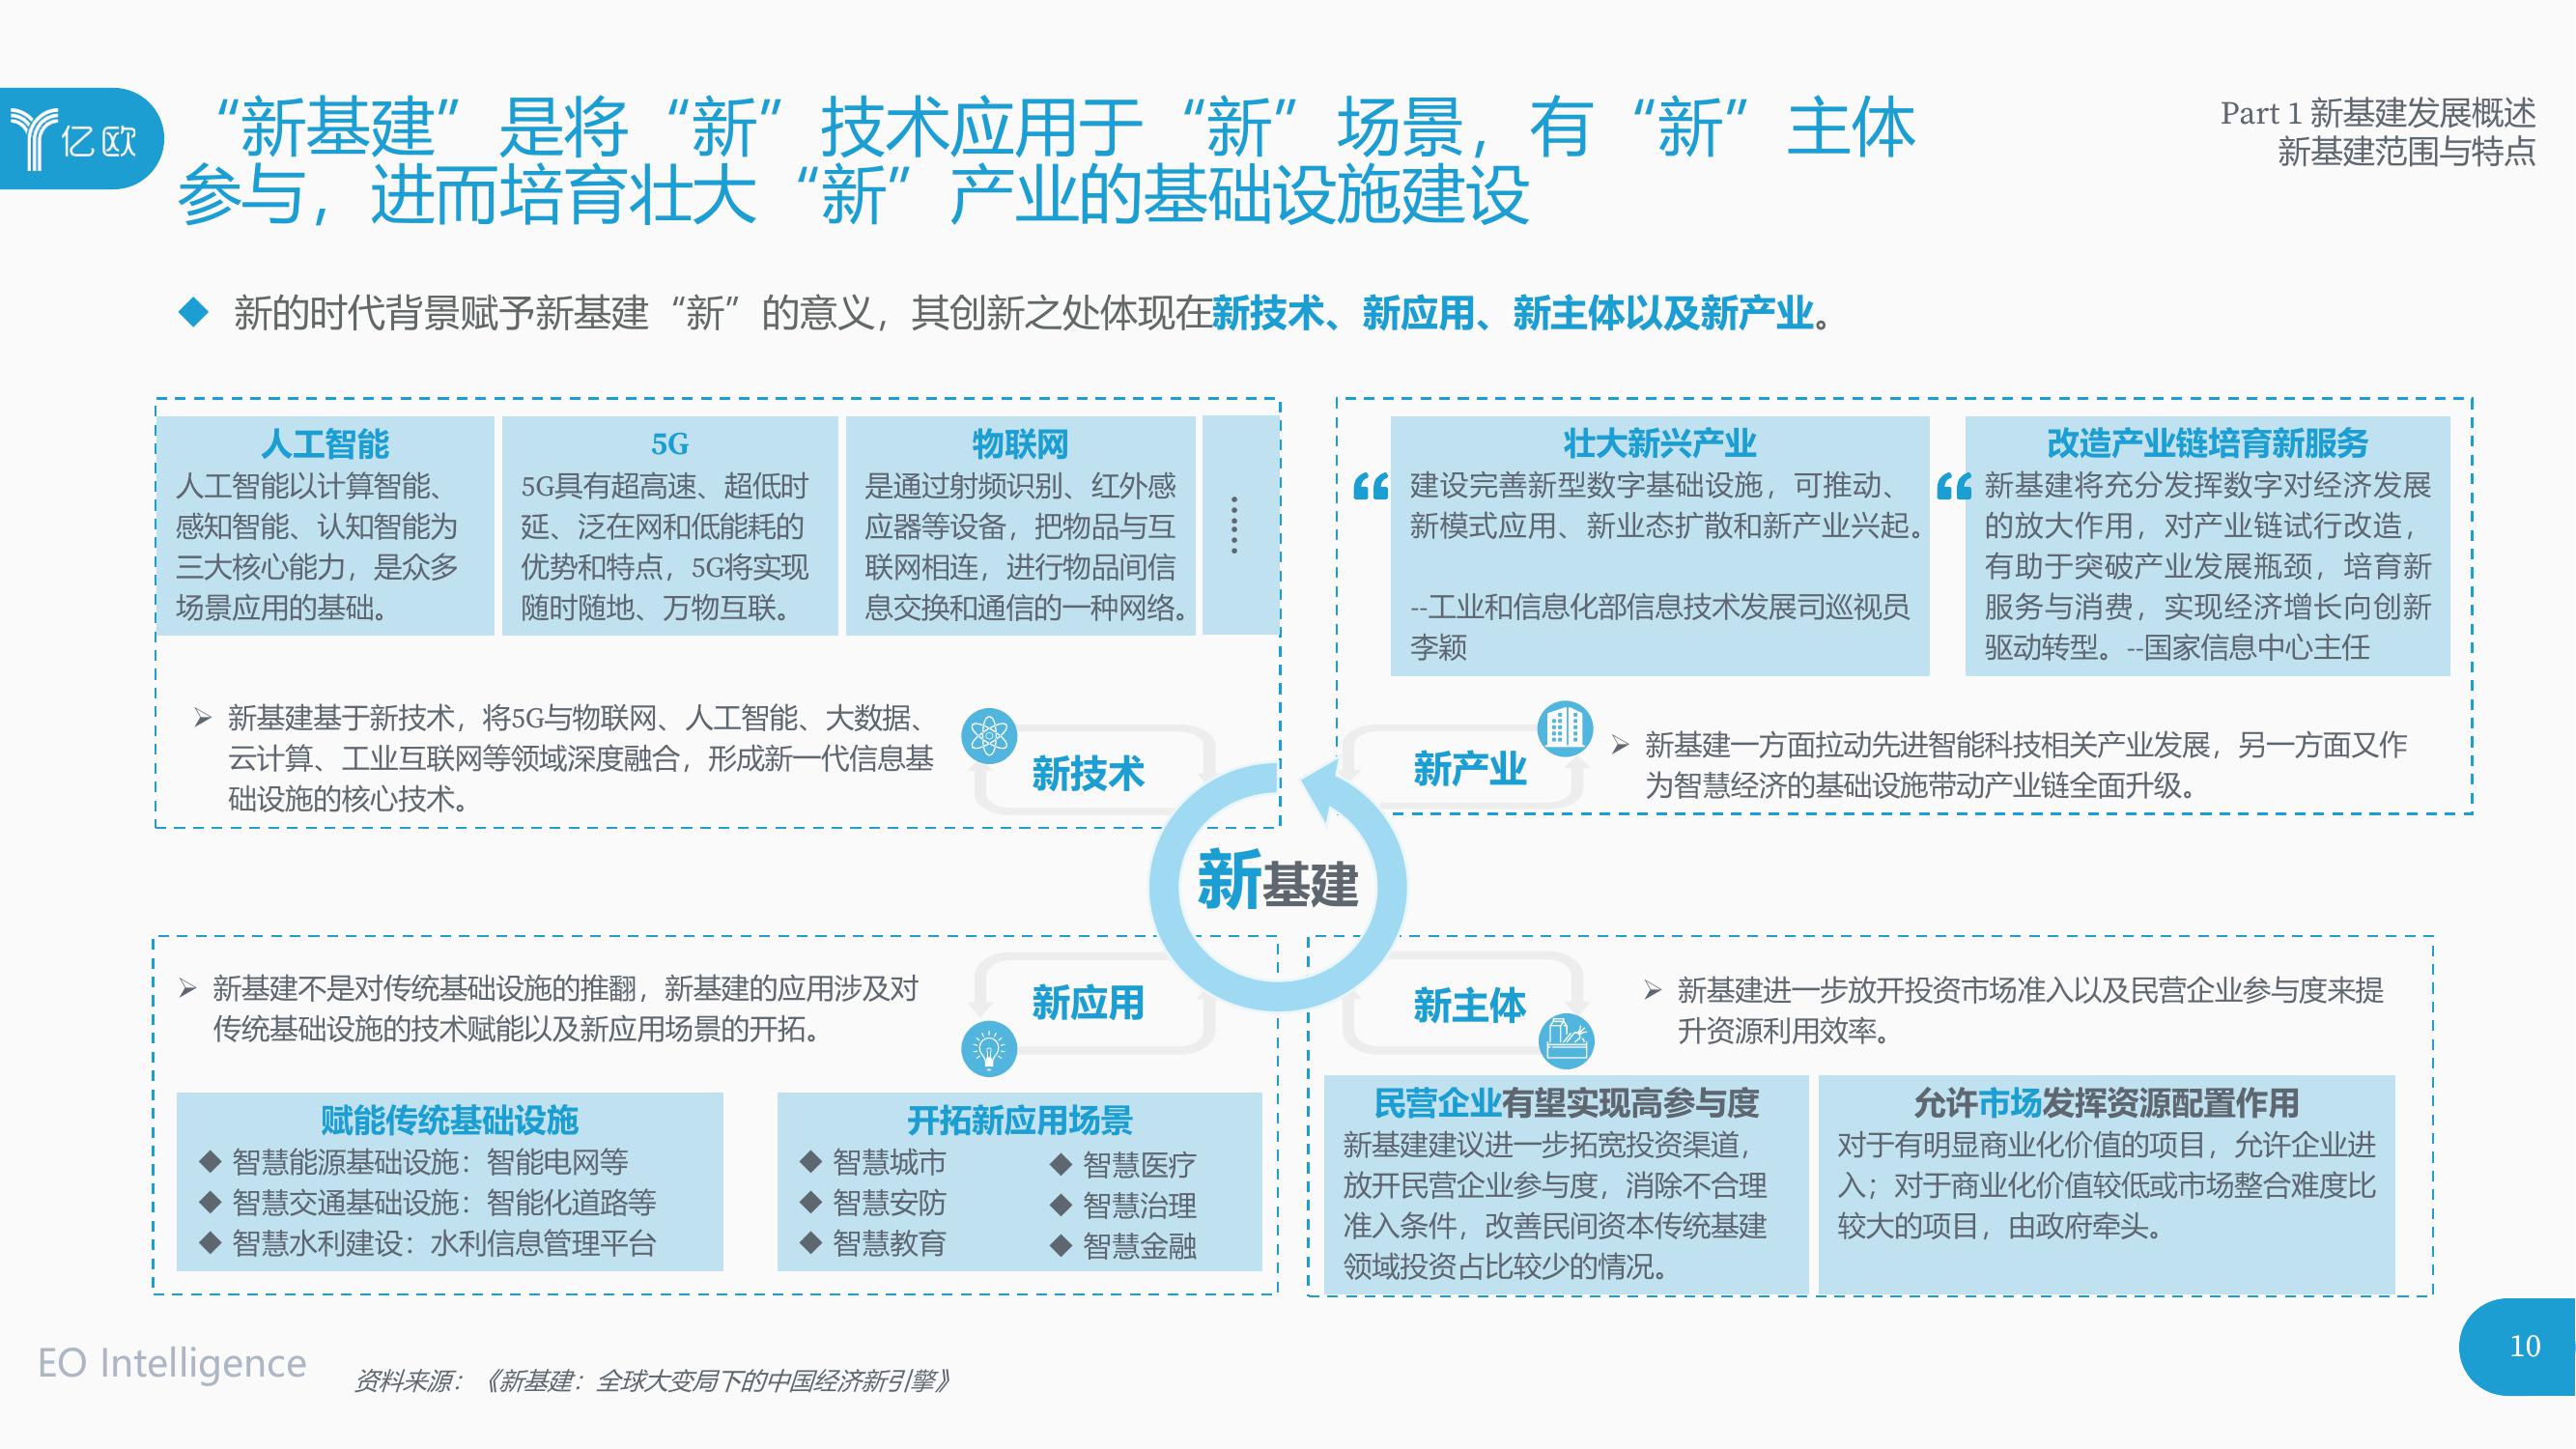 亿欧
“新基建”是将“新”技术应用于“新”场景，有“新”主体
参与，进而培育壮大“新”产业的基础设施建设
Part 1 新基建发展概述
新基建范围与特点
新的时代背景赋予新基建“新”的意义，其创新之处体现在新技术、新应用、新主体以及新产业。
人工智能
人工智能以计算智能、
感知智能、认知智能为
三大核心能力，是众多
场景应用的基础。
5G
5G具有超高速、超低时
延、泛在网和低能耗的
优势和特点，5G将实现
随时随地、万物互联。
物联网
是通过射频识别、红外感
应器等设备，把物品与互
联网相连，进行物品间信
息交换和通信的一种网络。
……
新基建基于新技术，将5G与物联网、人工智能、大数据、
云计算、工业互联网等领域深度融合，形成新一代信息基
础设施的核心技术。
新技术
“
壮大新兴产业
建设完善新型数字基础设施，可推动、
新模式应用、新业态扩散和新产业兴起。
--工业和信息化部信息技术发展司巡视员
李颖
“
改造产业链培育新服务
新基建将充分发挥数字对经济发展
的放大作用，对产业链试行改造，
有助于突破产业发展瓶颈，培育新
服务与消费，实现经济增长向创新
驱动转型。--国家信息中心主任
新产业
新基建一方面拉动先进智能科技相关产业发展，另一方面又作
为智慧经济的基础设施带动产业链全面升级。
新基建
新基建不是对传统基础设施的推翻，新基建的应用涉及对
传统基础设施的技术赋能以及新应用场景的开拓。
新应用
赋能传统基础设施
智慧能源基础设施：智能电网等
智慧交通基础设施：智能化道路等
智慧水利建设：水利信息管理平台
开拓新应用场景
智慧城市
智慧安防
智慧教育
智慧医疗
智慧治理
智慧金融
新主体
新基建进一步放开投资市场准入以及民营企业参与度来提
升资源利用效率。
民营企业有望实现高参与度
新基建建议进一步拓宽投资渠道，
放开民营企业参与度，消除不合理
准入条件，改善民间资本传统基建
领域投资占比较少的情况。
允许市场发挥资源配置作用
对于有明显商业化价值的项目，允许企业进
入；对于商业化价值较低或市场整合难度比
较大的项目，由政府牵头。
EO Intelligence
资料来源：《新基建：全球大变局下的中国经济新引擎》
10